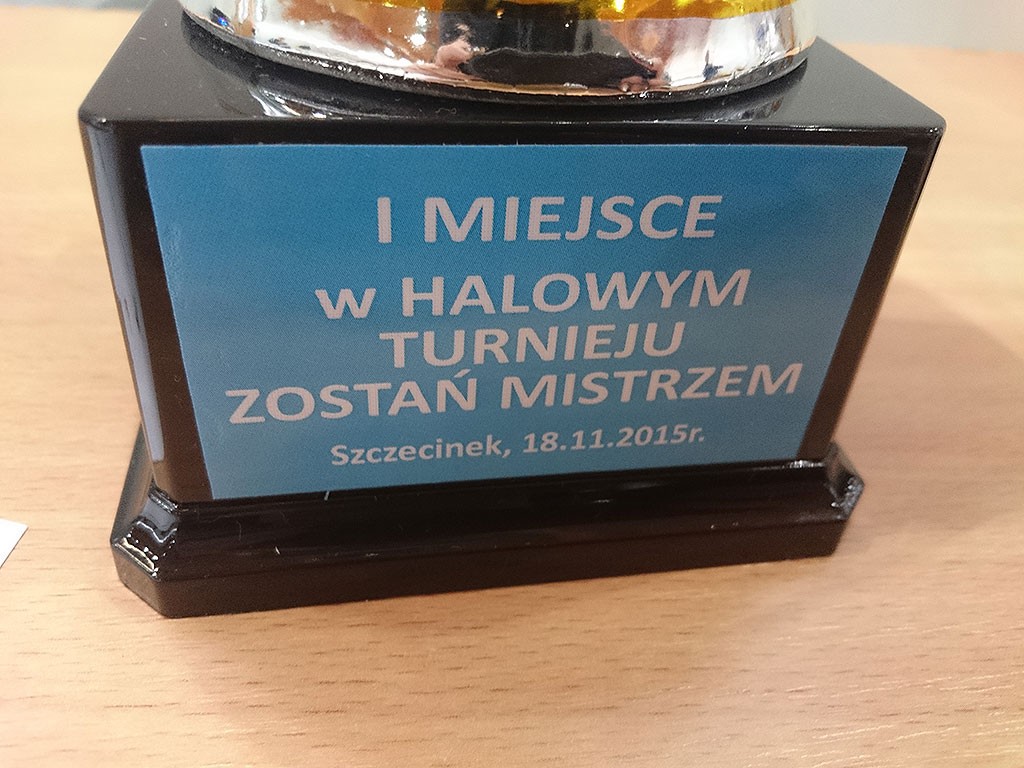 I MIEJSCE
w HALOWYM
TURNIEJU
ZOSTAŃ MISTRZEM
Szczecinek, 18.11.2015r.